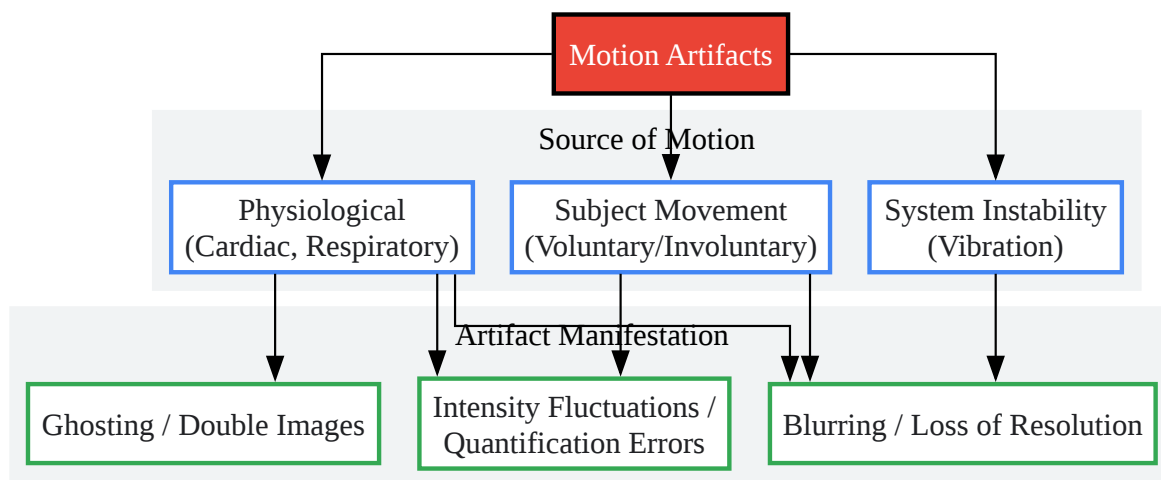 Motion Artifacts
Source of Motion
Physiological
(Cardiac, Respiratory)
Subject Movement
(Voluntary/Involuntary)
System Instability
(Vibration)
Artifact Manifestation
Ghosting / Double Images
Intensity Fluctuations /
Quantification Errors
Blurring / Loss of Resolution